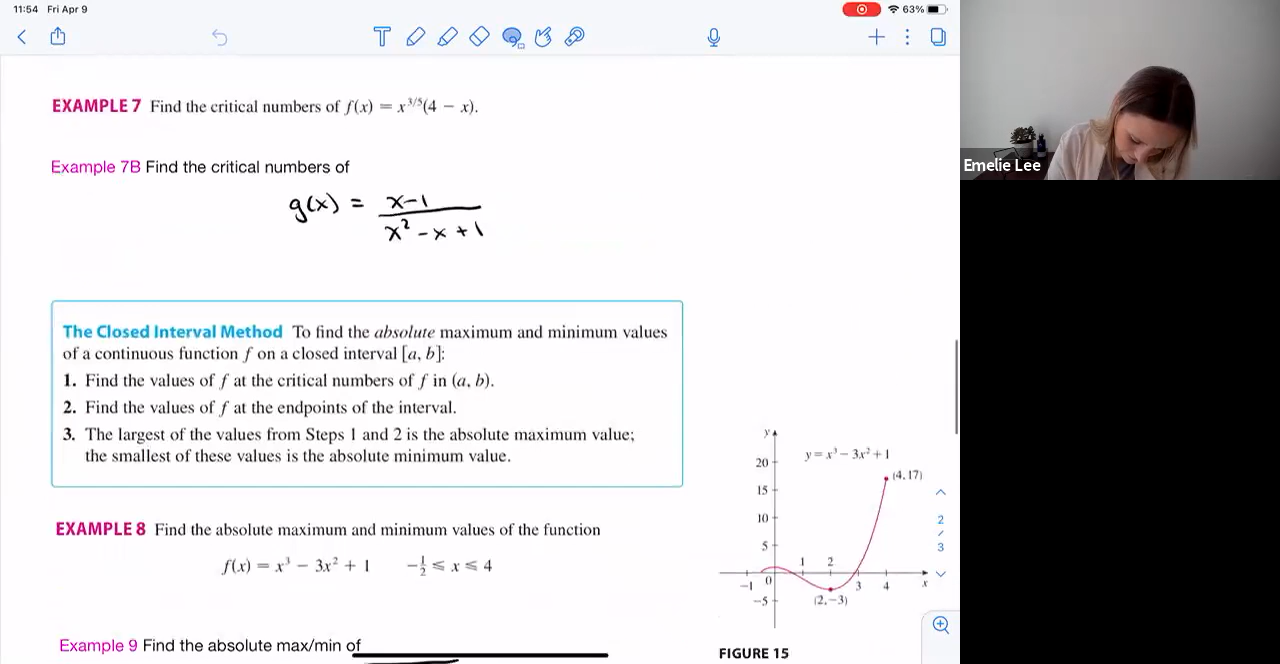 11:54 Fri Apr 9
63%
EXAMPLE 7 Find the critical numbers of f(x) = x^{3/5}(4 − x).
Emelie Lee
Example 7B Find the critical numbers of
g(x) = x-1
x² - x + 1
The Closed Interval Method To find the absolute maximum and minimum values
of a continuous function f on a closed interval [a, b]:
1. Find the values of f at the critical numbers of f in (a, b).
2. Find the values of f at the endpoints of the interval.
3. The largest of the values from Steps 1 and 2 is the absolute maximum value;
the smallest of these values is the absolute minimum value.
EXAMPLE 8 Find the absolute maximum and minimum values of the function
f(x) = x³ − 3x² + 1 −1/2 ≤ x ≤ 4
Example 9 Find the absolute max/min of
y
20
15
10
5
−5
−1 0 1 2 3 4 x
y = x³ − 3x² + 1
(4, 17)
(2, −3)
FIGURE 15
2
/
3